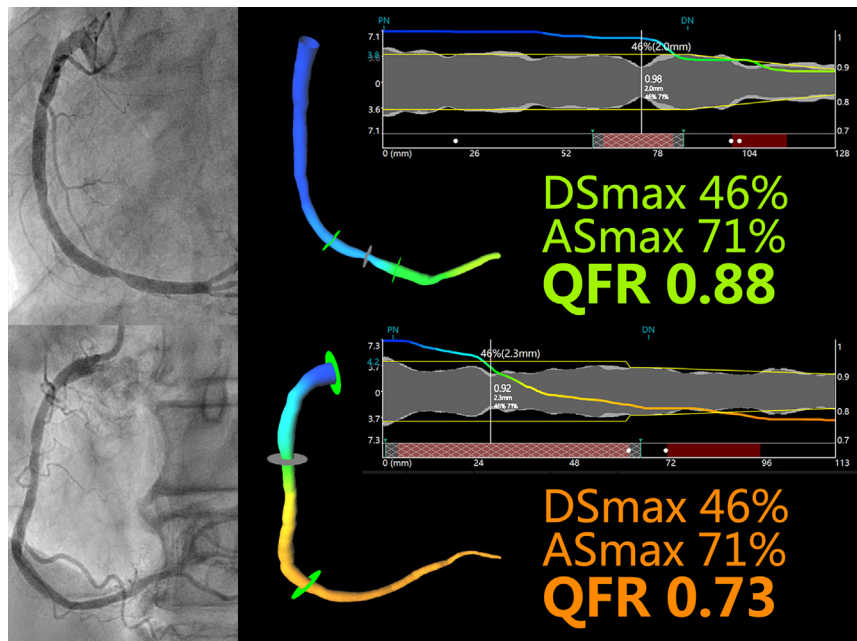 PN
DN
7.1
3.8
3.6
0
3.6
7.1
1
0.9
0.8
0.7
46%(2.0mm)
0.98
2.0mm
46% 71%
0 (mm)
26
52
78
104
128
DSmax 46%
ASmax 71%
QFR 0.88
PN
DN
7.3
4.2
3.7
0
3.7
7.3
1
0.9
0.8
0.7
46%(2.3mm)
0.92
2.3mm
46% 71%
0 (mm)
24
48
72
96
113
DSmax 46%
ASmax 71%
QFR 0.73